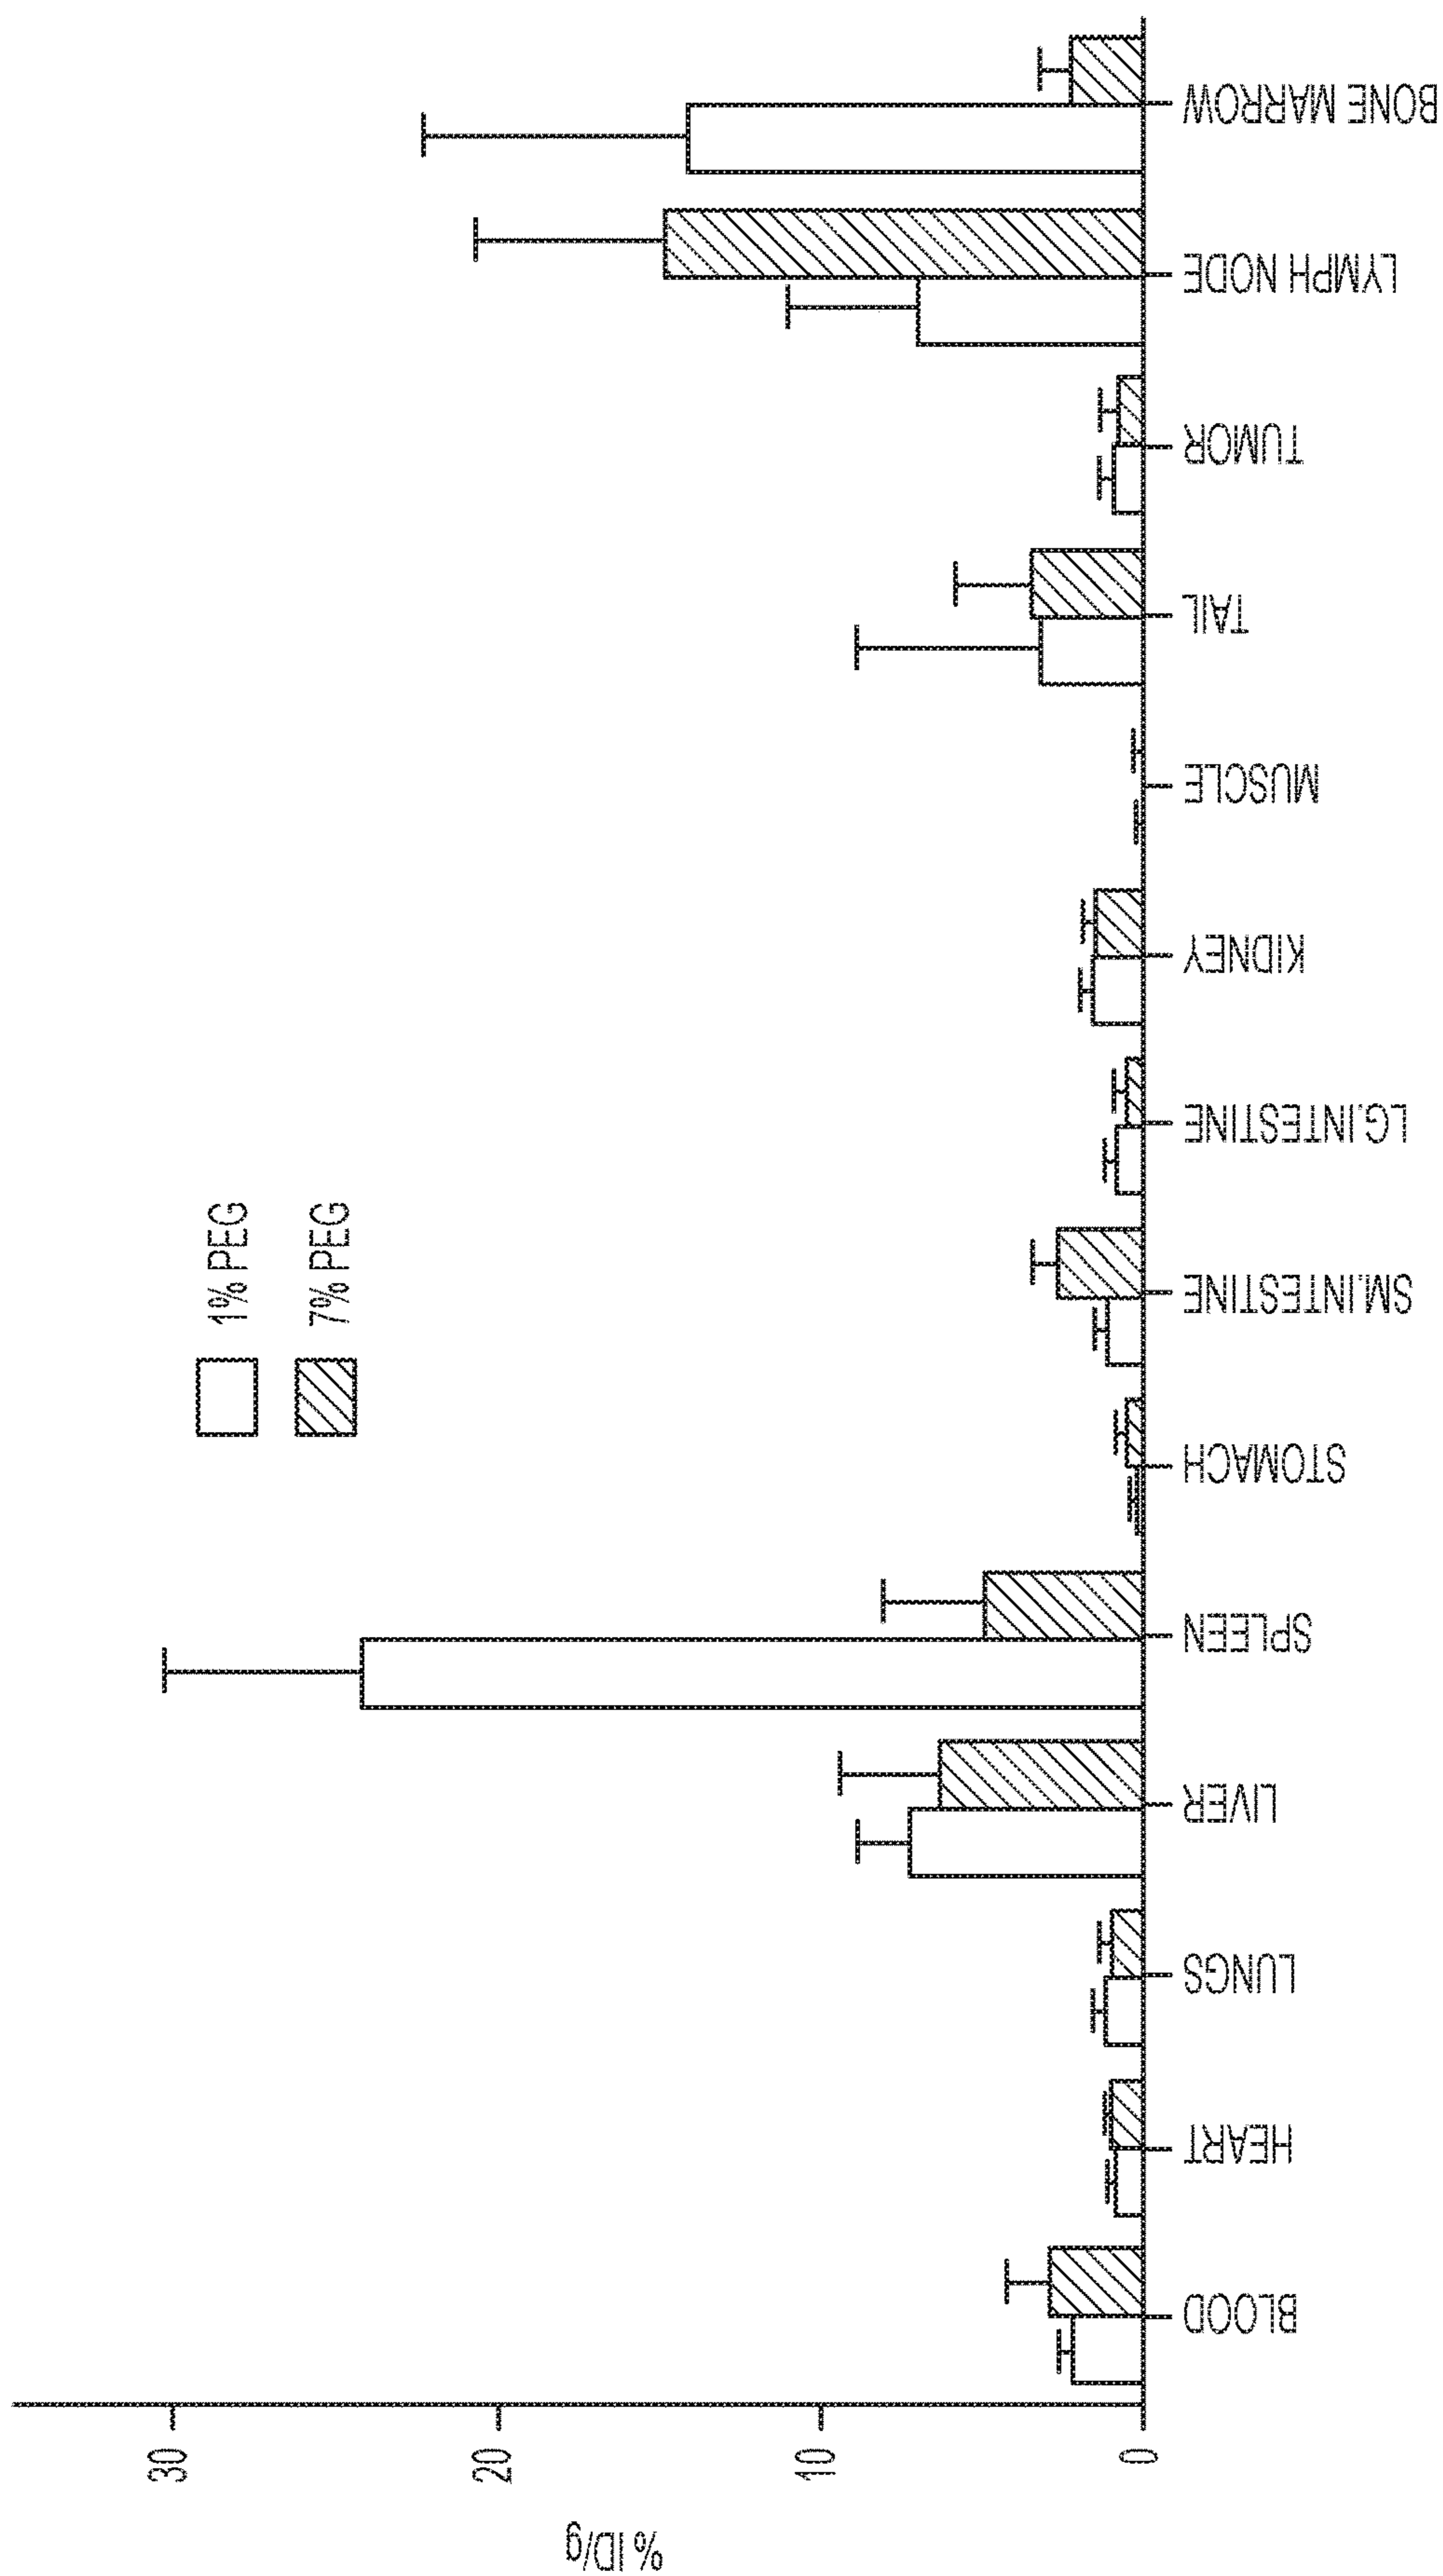 % ID/g
30
20
10
0
1% PEG
7% PEG
BLOOD
HEART
LUNGS
LIVER
SPLEEN
STOMACH
SM.INTESTINE
LG.INTESTINE
KIDNEY
MUSCLE
TAIL
TUMOR
LYMPH NODE
BONE MARROW